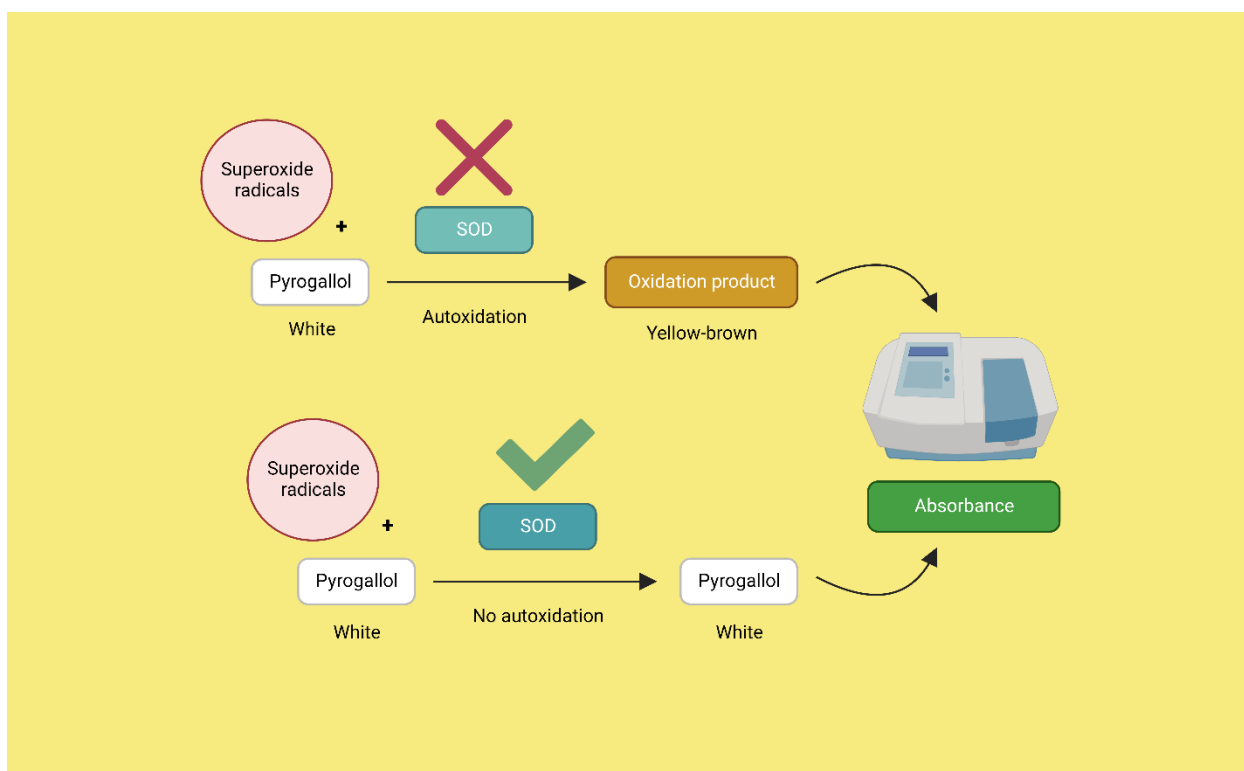 Superoxide
radicals
+
SOD
Pyrogallol
Oxidation product
White
Autoxidation
Yellow-brown
Superoxide
radicals
+
SOD
Absorbance
Pyrogallol
Pyrogallol
White
No autoxidation
White